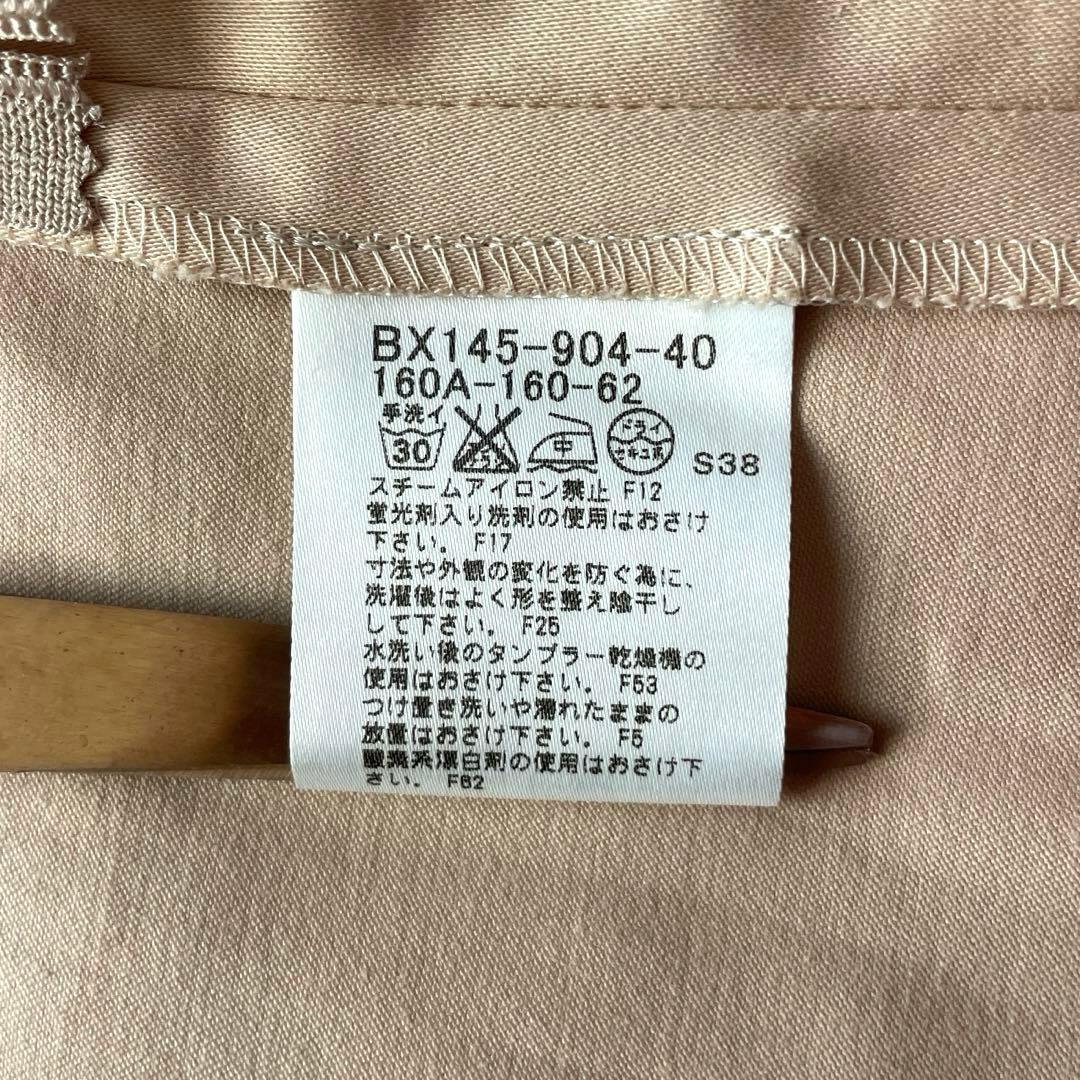 BX145-904-40
160A-160-62
手洗イ
30 エンソ 中 ドライ セキユ系 S38
スチームアイロン禁止 F12
蛍光剤入り洗剤の使用はおさけ
下さい。 F17
寸法や外観の変化を防ぐ為に、
洗濯後はよく形を整え陰干し
して下さい。 F25
水洗い後のタンブラー乾燥機の
使用はおさけ下さい。 F53
つけ置き洗いや濡れたままの
放置はおさけ下さい。 F5
酸素系漂白剤の使用はおさけ下
さい。 F62